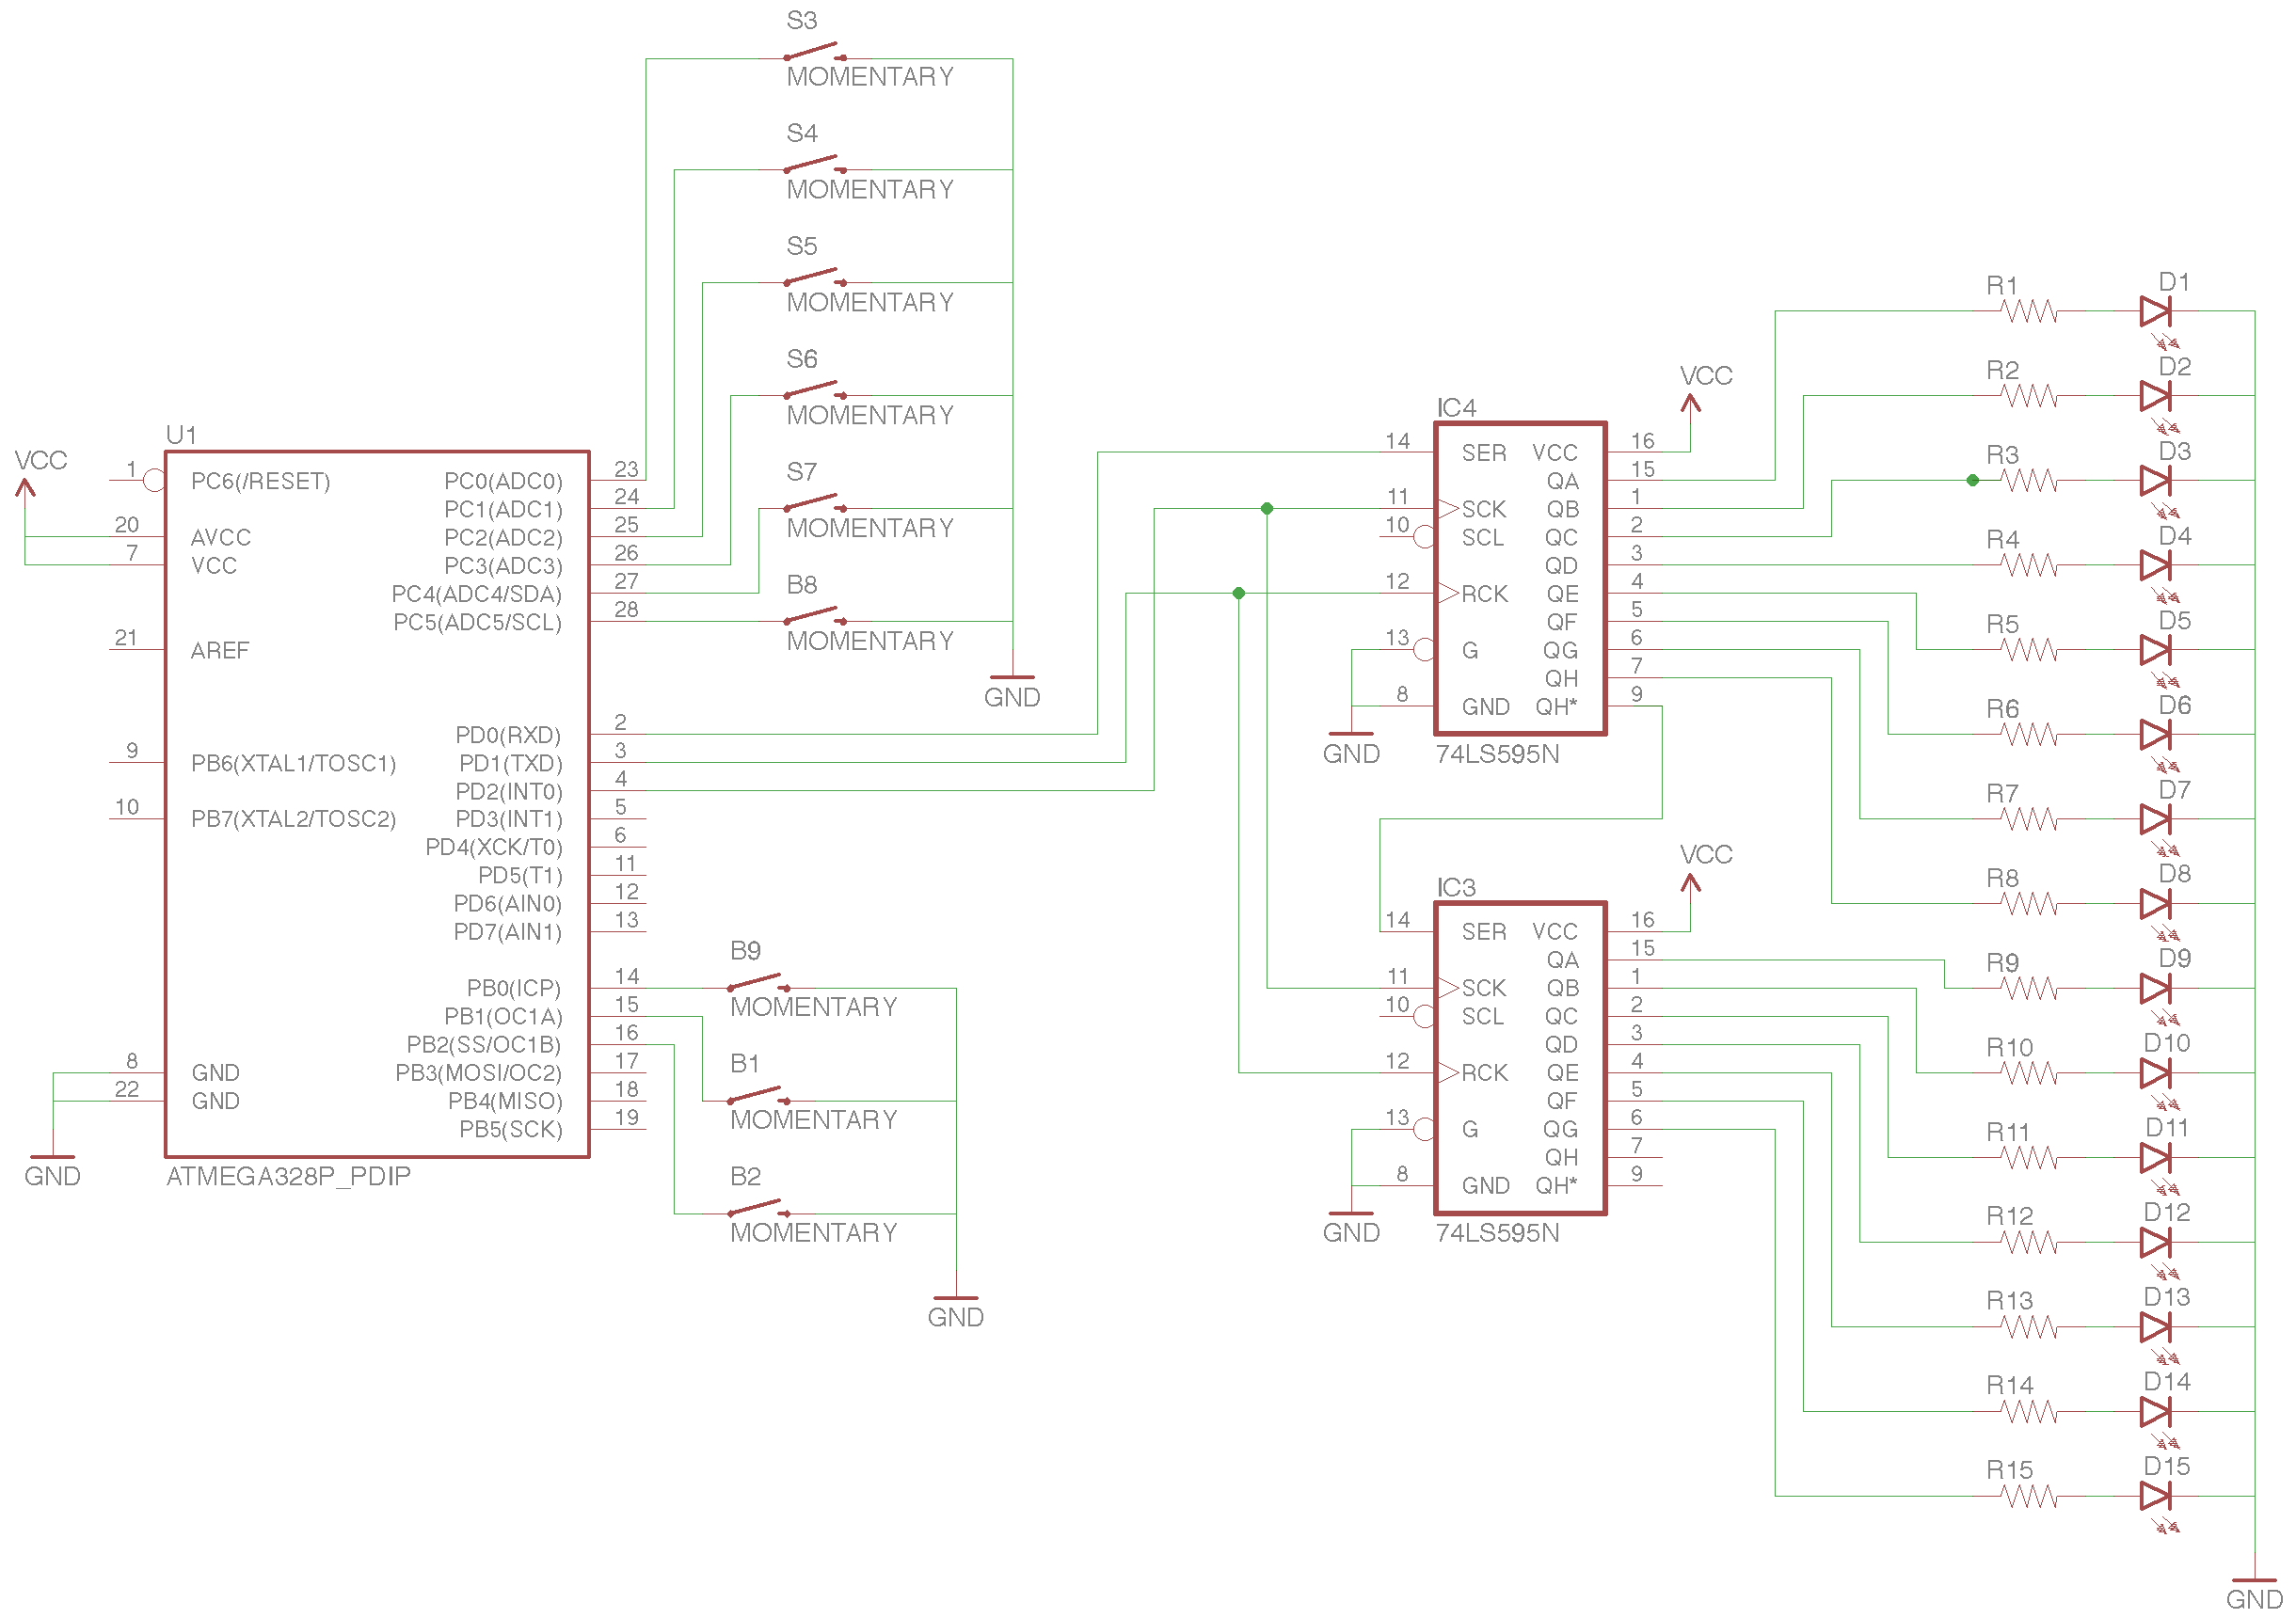 S3
MOMENTARY
S4
MOMENTARY
S5
MOMENTARY
S6
MOMENTARY
S7
MOMENTARY
B8
MOMENTARY
GND
U1
VCC
1 PC6(/RESET)
20 AVCC
7 VCC
21 AREF
9 PB6(XTAL1/TOSC1)
10 PB7(XTAL2/TOSC2)
8 GND
22 GND
GND
PC0(ADC0) 23
PC1(ADC1) 24
PC2(ADC2) 25
PC3(ADC3) 26
PC4(ADC4/SDA) 27
PC5(ADC5/SCL) 28
PD0(RXD) 2
PD1(TXD) 3
PD2(INT0) 4
PD3(INT1) 5
PD4(XCK/T0) 6
PD5(T1) 11
PD6(AIN0) 12
PD7(AIN1) 13
PB0(ICP) 14
PB1(OC1A) 15
PB2(SS/OC1B) 16
PB3(MOSI/OC2) 17
PB4(MISO) 18
PB5(SCK) 19
ATMEGA328P_PDIP
B9
MOMENTARY
B1
MOMENTARY
B2
MOMENTARY
GND
IC4
VCC
14 SER
11 SCK
10 SCL
12 RCK
13 G
8 GND
GND
VCC 16
QA 15
QB 1
QC 2
QD 3
QE 4
QF 5
QG 6
QH 7
QH* 9
74LS595N
IC3
VCC
14 SER
11 SCK
10 SCL
12 RCK
13 G
8 GND
GND
VCC 16
QA 15
QB 1
QC 2
QD 3
QE 4
QF 5
QG 6
QH 7
QH* 9
74LS595N
R1 D1
R2 D2
R3 D3
R4 D4
R5 D5
R6 D6
R7 D7
R8 D8
R9 D9
R10 D10
R11 D11
R12 D12
R13 D13
R14 D14
R15 D15
GND